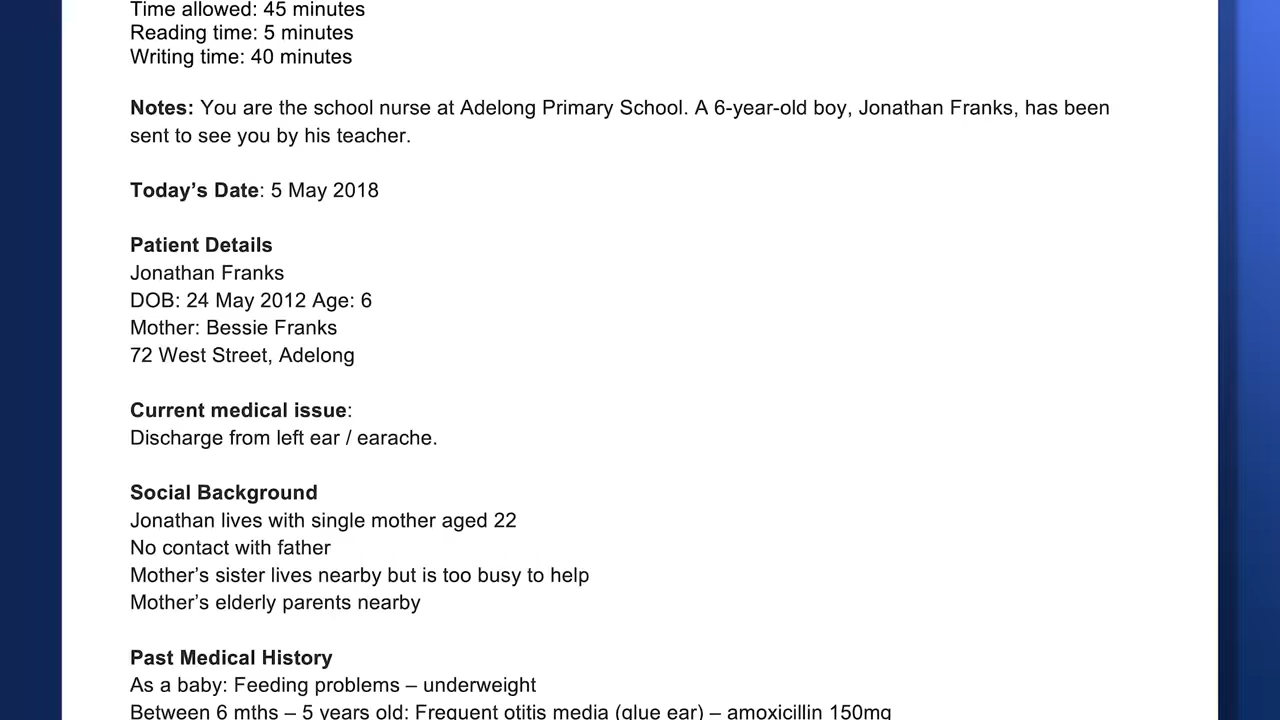 Time allowed: 45 minutes
Reading time: 5 minutes
Writing time: 40 minutes
Notes: You are the school nurse at Adelong Primary School. A 6-year-old boy, Jonathan Franks, has been
sent to see you by his teacher.
Today’s Date: 5 May 2018
Patient Details
Jonathan Franks
DOB: 24 May 2012 Age: 6
Mother: Bessie Franks
72 West Street, Adelong
Current medical issue:
Discharge from left ear / earache.
Social Background
Jonathan lives with single mother aged 22
No contact with father
Mother’s sister lives nearby but is too busy to help
Mother’s elderly parents nearby
Past Medical History
As a baby: Feeding problems – underweight
Between 6 mths – 5 years old: Frequent otitis media (glue ear) – amoxicillin 150mg